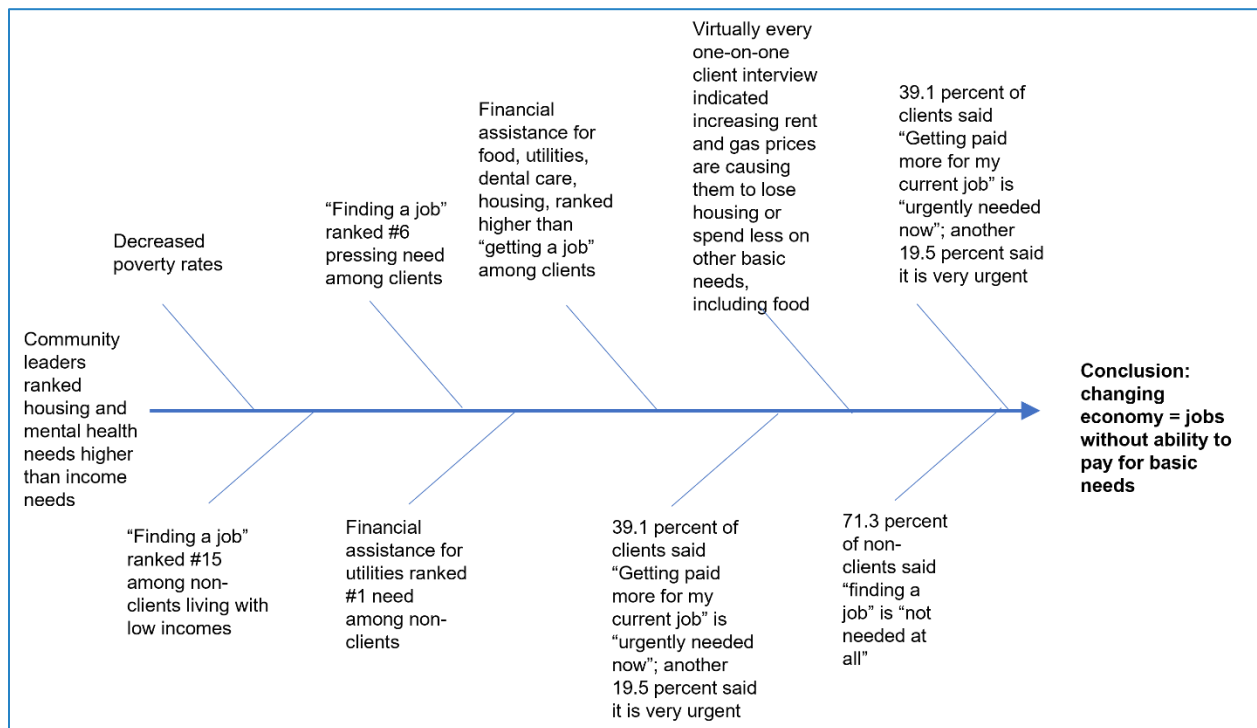 Community
leaders
ranked
housing and
mental health
needs higher
than income
needs
Decreased
poverty rates
“Finding a job”
ranked #6
pressing need
among clients
Financial
assistance for
food, utilities,
dental care,
housing, ranked
higher than
“getting a job”
among clients
Virtually every
one-on-one
client interview
indicated
increasing rent
and gas prices
are causing
them to lose
housing or
spend less on
other basic
needs,
including food
39.1 percent of
clients said
“Getting paid
more for my
current job” is
“urgently needed
now”; another
19.5 percent said
it is very urgent
“Finding a job”
ranked #15
among non-
clients living with
low incomes
Financial
assistance for
utilities ranked
#1 need
among non-
clients
39.1 percent of
clients said
“Getting paid
more for my
current job” is
“urgently needed
now”; another
19.5 percent said
it is very urgent
71.3 percent
of non-
clients said
“finding a
job” is “not
needed at
all”
Conclusion:
changing
economy = jobs
without ability to
pay for basic
needs